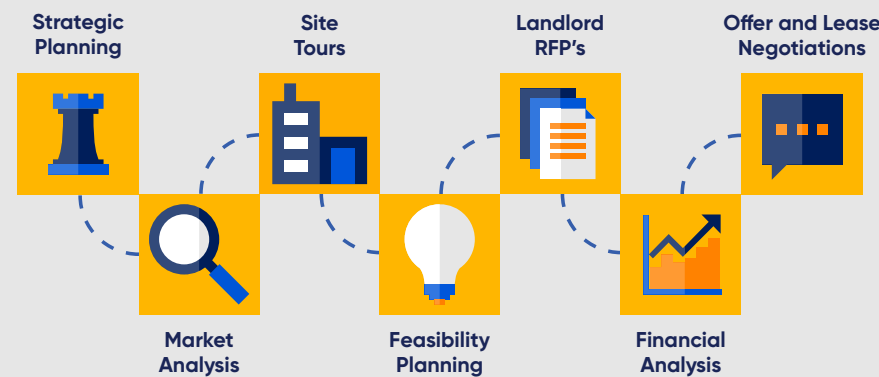 Strategic
Planning
Market
Analysis
Site
Tours
Feasibility
Planning
Landlord
RFP's
Financial
Analysis
Offer and Lease
Negotiations